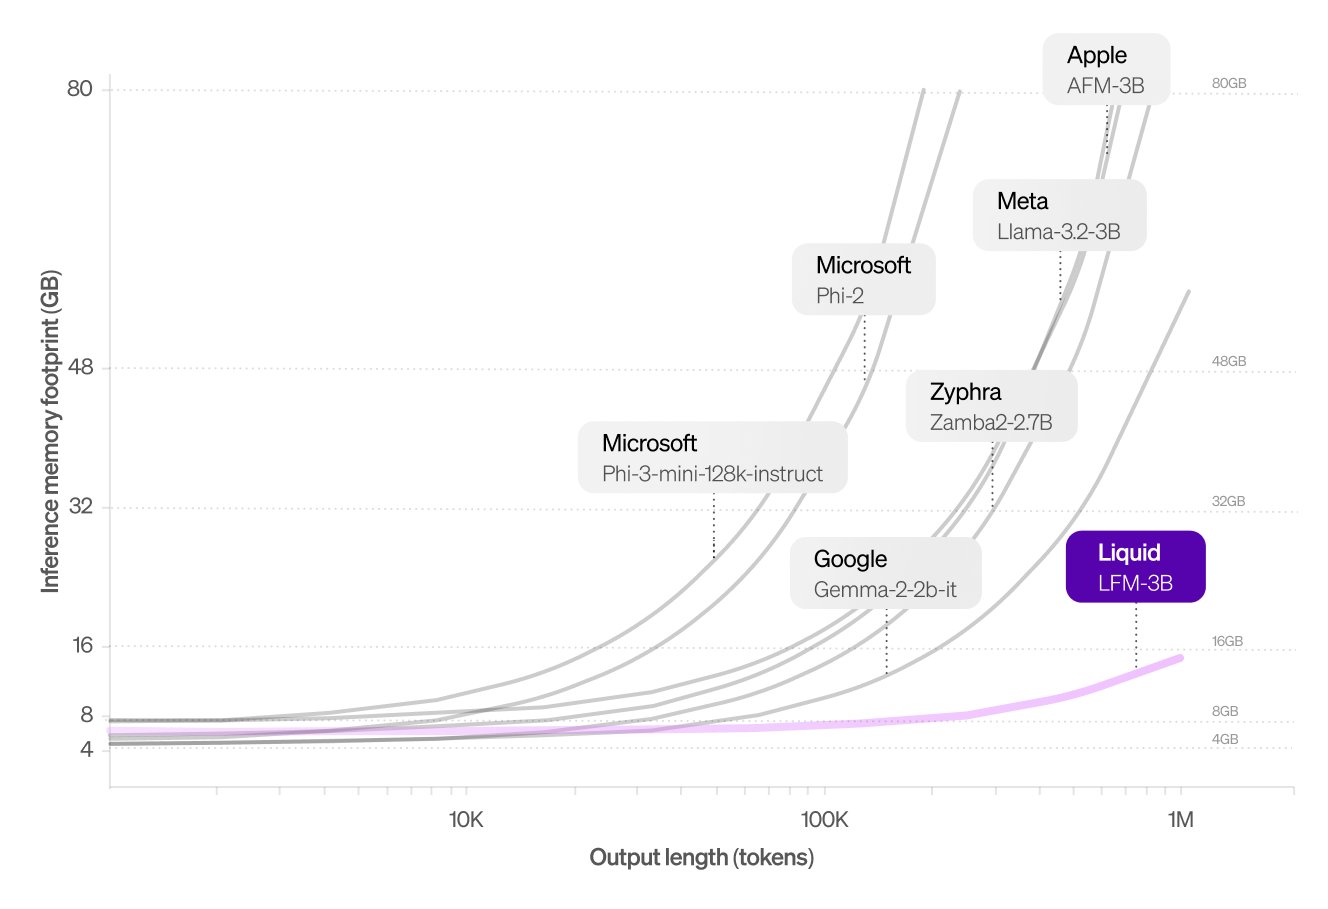 Apple
AFM-3B
80
80GB
Meta
Llama-3.2-3B
Microsoft
Phi-2
48
48GB
Zyphra
Zamba2-2.7B
Microsoft
Phi-3-mini-128k-instruct
32
32GB
Google
Gemma-2-2b-it
Liquid
LFM-3B
16
16GB
8
8GB
4
4GB
Inference memory footprint (GB)
10K
100K
1M
Output length (tokens)